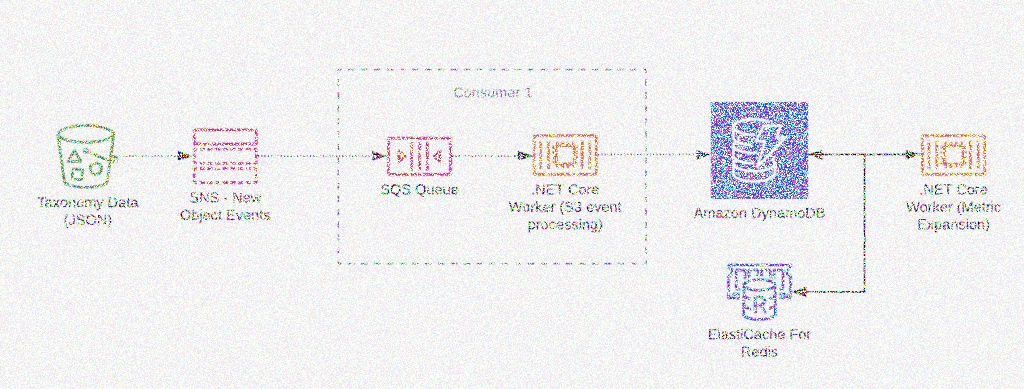 Consumer 1
Taxonomy Data
(JSON)
SNS - New
Object Events
SQS Queue
.NET Core
Worker (S3 event
processing)
Amazon DynamoDB
.NET Core
Worker (Metric
Expansion)
R
ElastiCache For
Redis